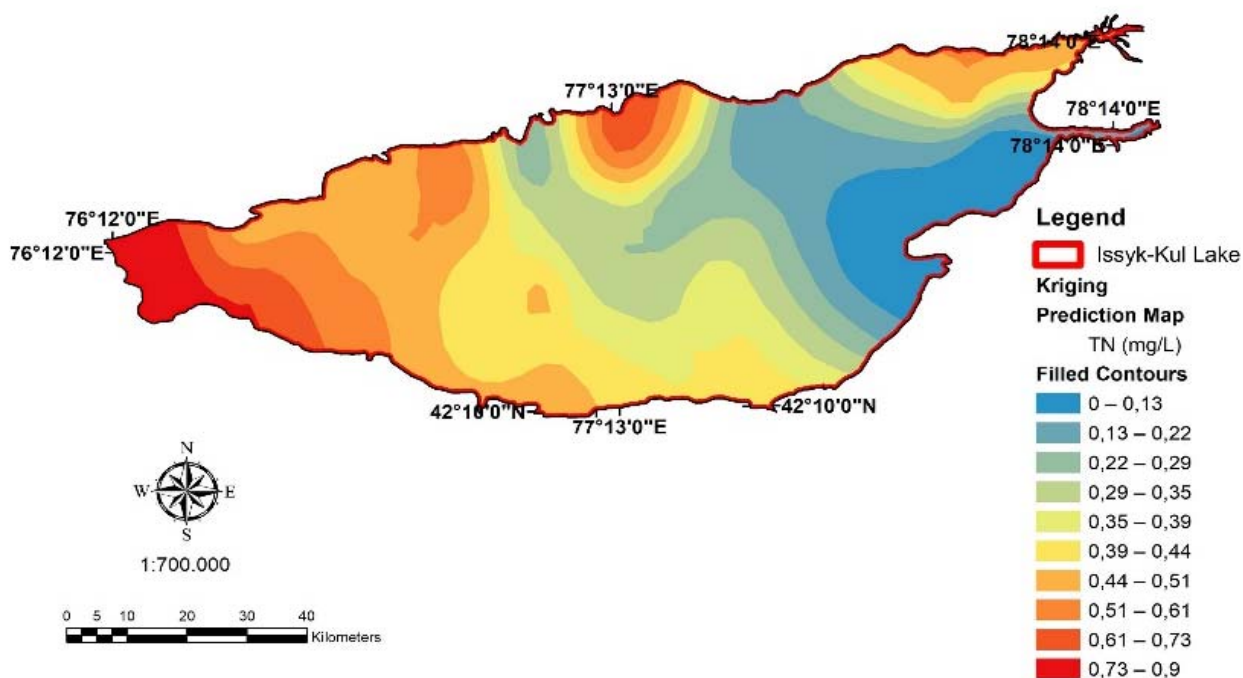 78°14'0"E
77°13'0"E
78°14'0"E
78°14'0"E
76°12'0"E
76°12'0"E
42°10'0"N
77°13'0"E
42°10'0"N
Legend
Issyk-Kul Lake
Kriging
Prediction Map
TN (mg/L)
Filled Contours
0 – 0,13
0,13 – 0,22
0,22 – 0,29
0,29 – 0,35
0,35 – 0,39
0,39 – 0,44
0,44 – 0,51
0,51 – 0,61
0,61 – 0,73
0,73 – 0,9
N
W E
S
1:700.000
0 5 10 20 30 40
Kilometers